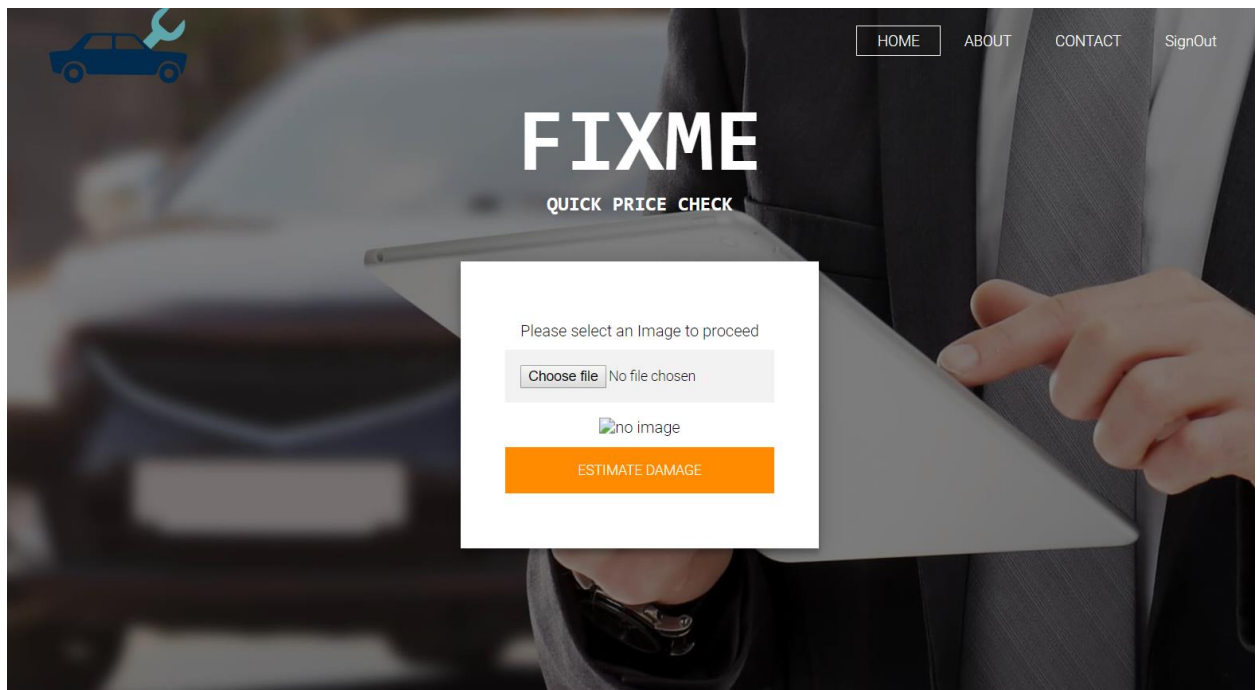 HOME ABOUT CONTACT SignOut
FIXME
QUICK PRICE CHECK
Please select an Image to proceed
Choose file No file chosen
no image
ESTIMATE DAMAGE